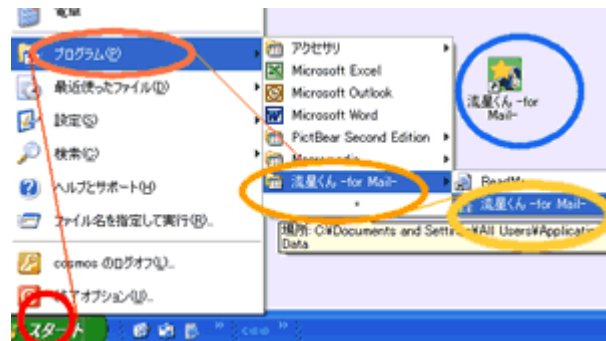 プログラム(P)
最近使ったファイル(D)
設定(S)
検索(C)
ヘルプとサポート(H)
ファイル名を指定して実行(R)...
cosmos のログオフ(L)...
終了オプション(U)...
スタート
アクセサリ
Microsoft Excel
Microsoft Outlook
Microsoft Word
PictBear Second Edition
Macromedia
流星くん -for Mail-
ReadMe
流星くん -for Mail-
場所: C:¥Documents and Settings¥All Users¥Application
Data
流星くん -for
Mail-